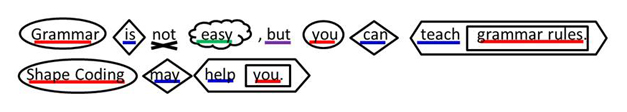 Grammar is not easy, but you can teach grammar rules.
Shape Coding may help you.